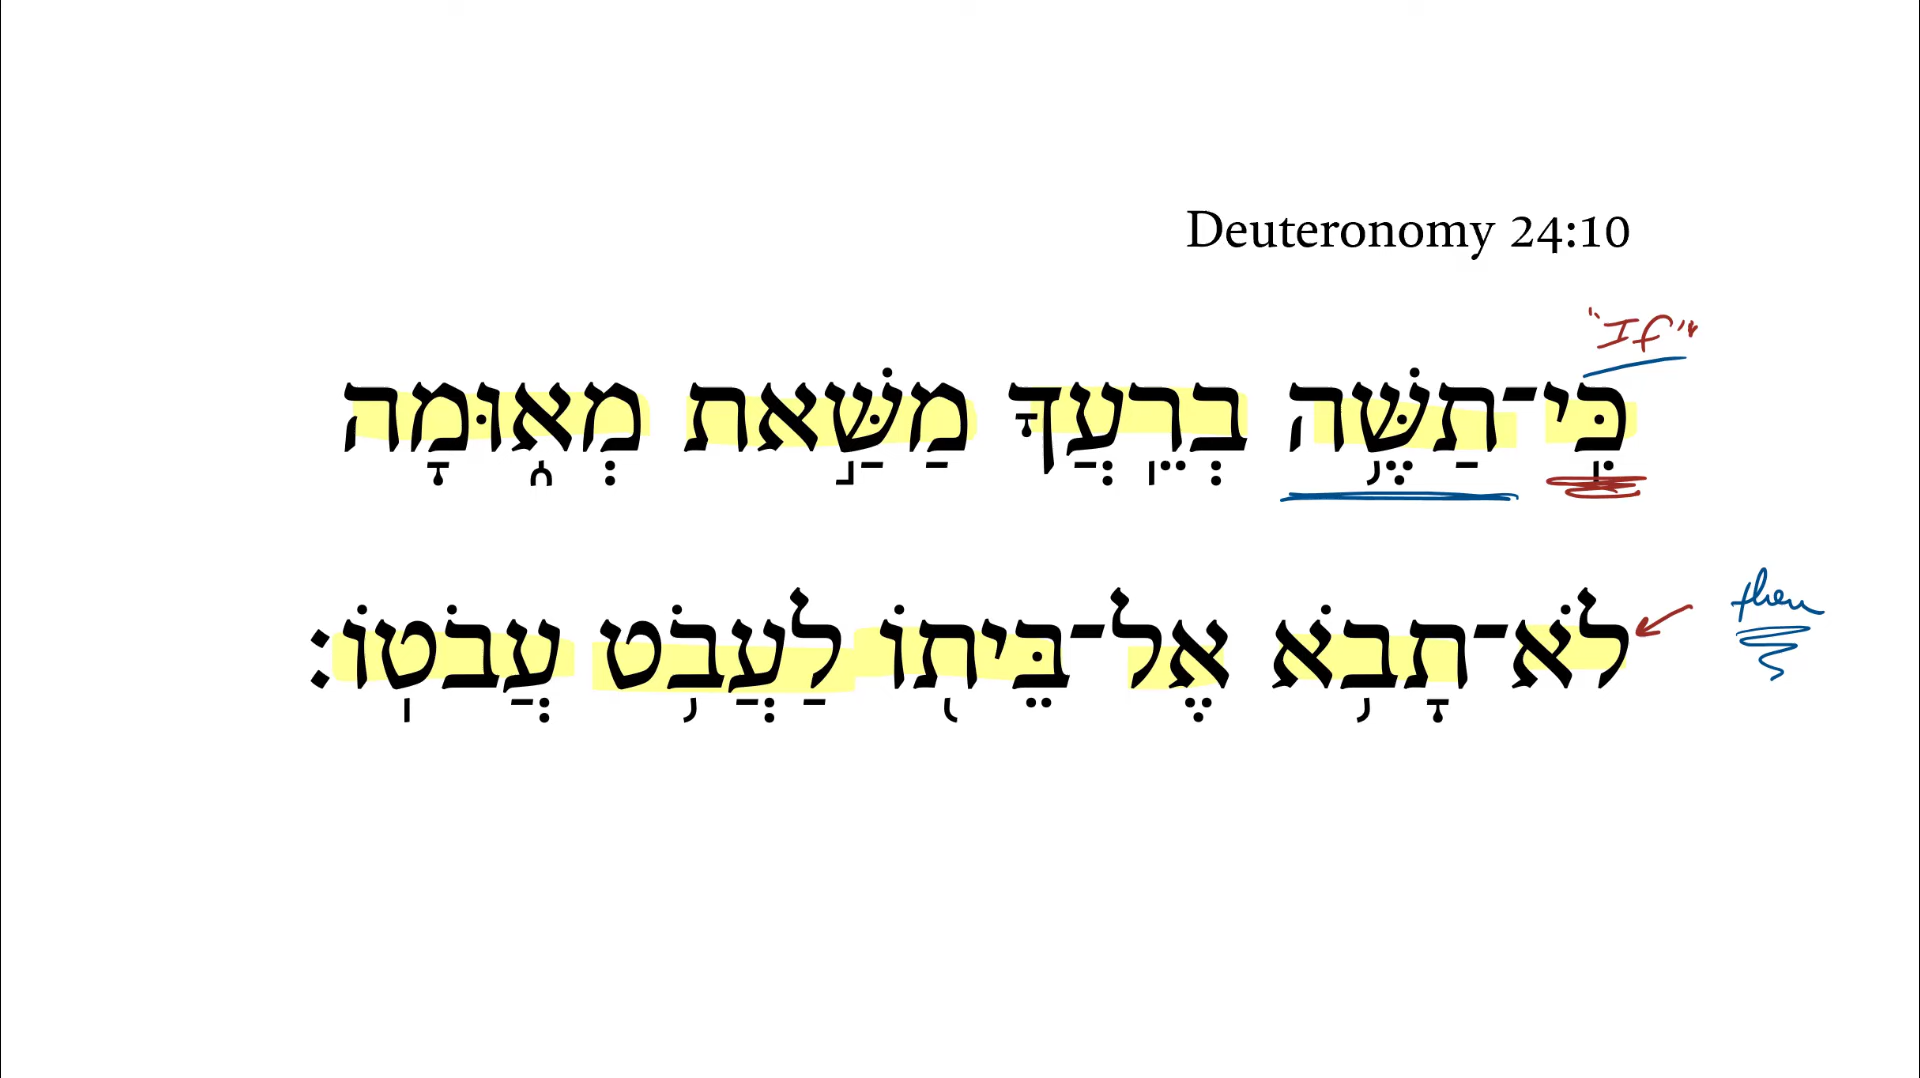 Deuteronomy 24:10
"If"
כִּֽי־תַשֶּׁ֥ה בְרֵֽעֲךָ֖ מַשַּׁ֣את מְא֑וּמָה
then
לֹא־תָבֹ֥א אֶל־בֵּית֖וֹ לַעֲבֹ֥ט עֲבֹטֽוֹ׃